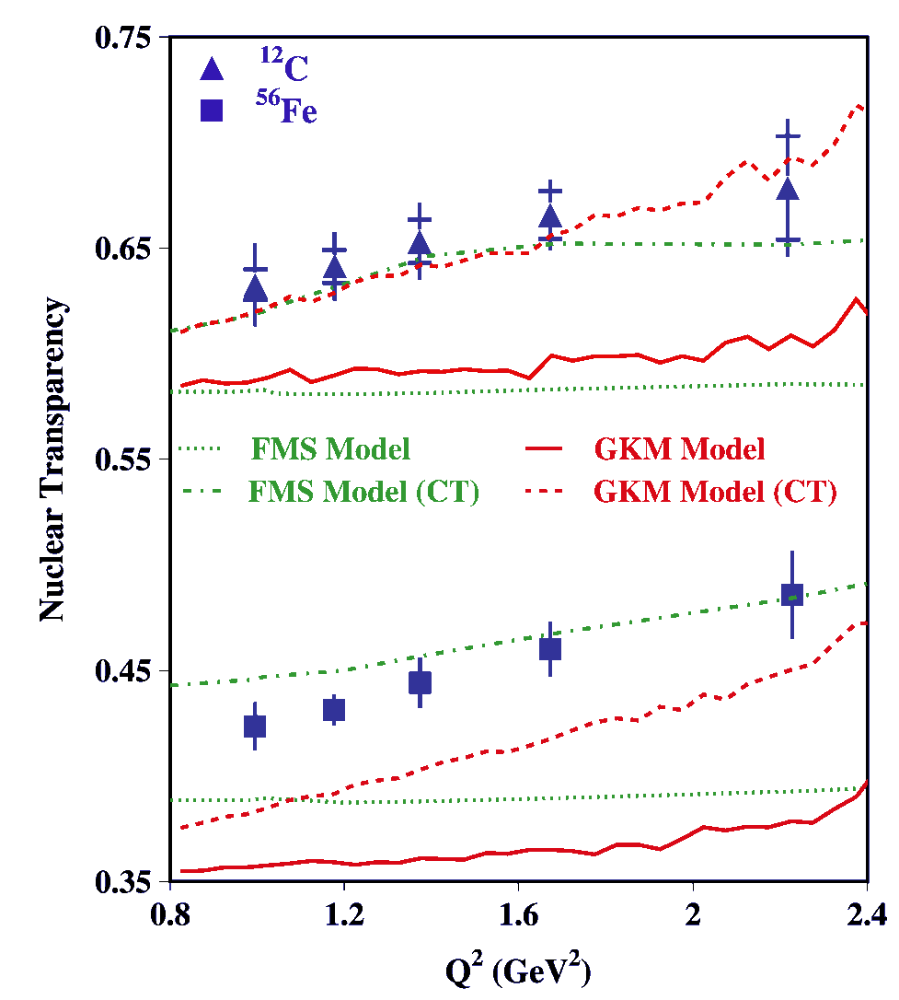 0.75
¹²C
⁵⁶Fe
0.65
Nuclear Transparency
0.55
FMS Model
GKM Model
FMS Model (CT)
GKM Model (CT)
0.45
0.35
0.8 1.2 1.6 2 2.4
Q² (GeV²)